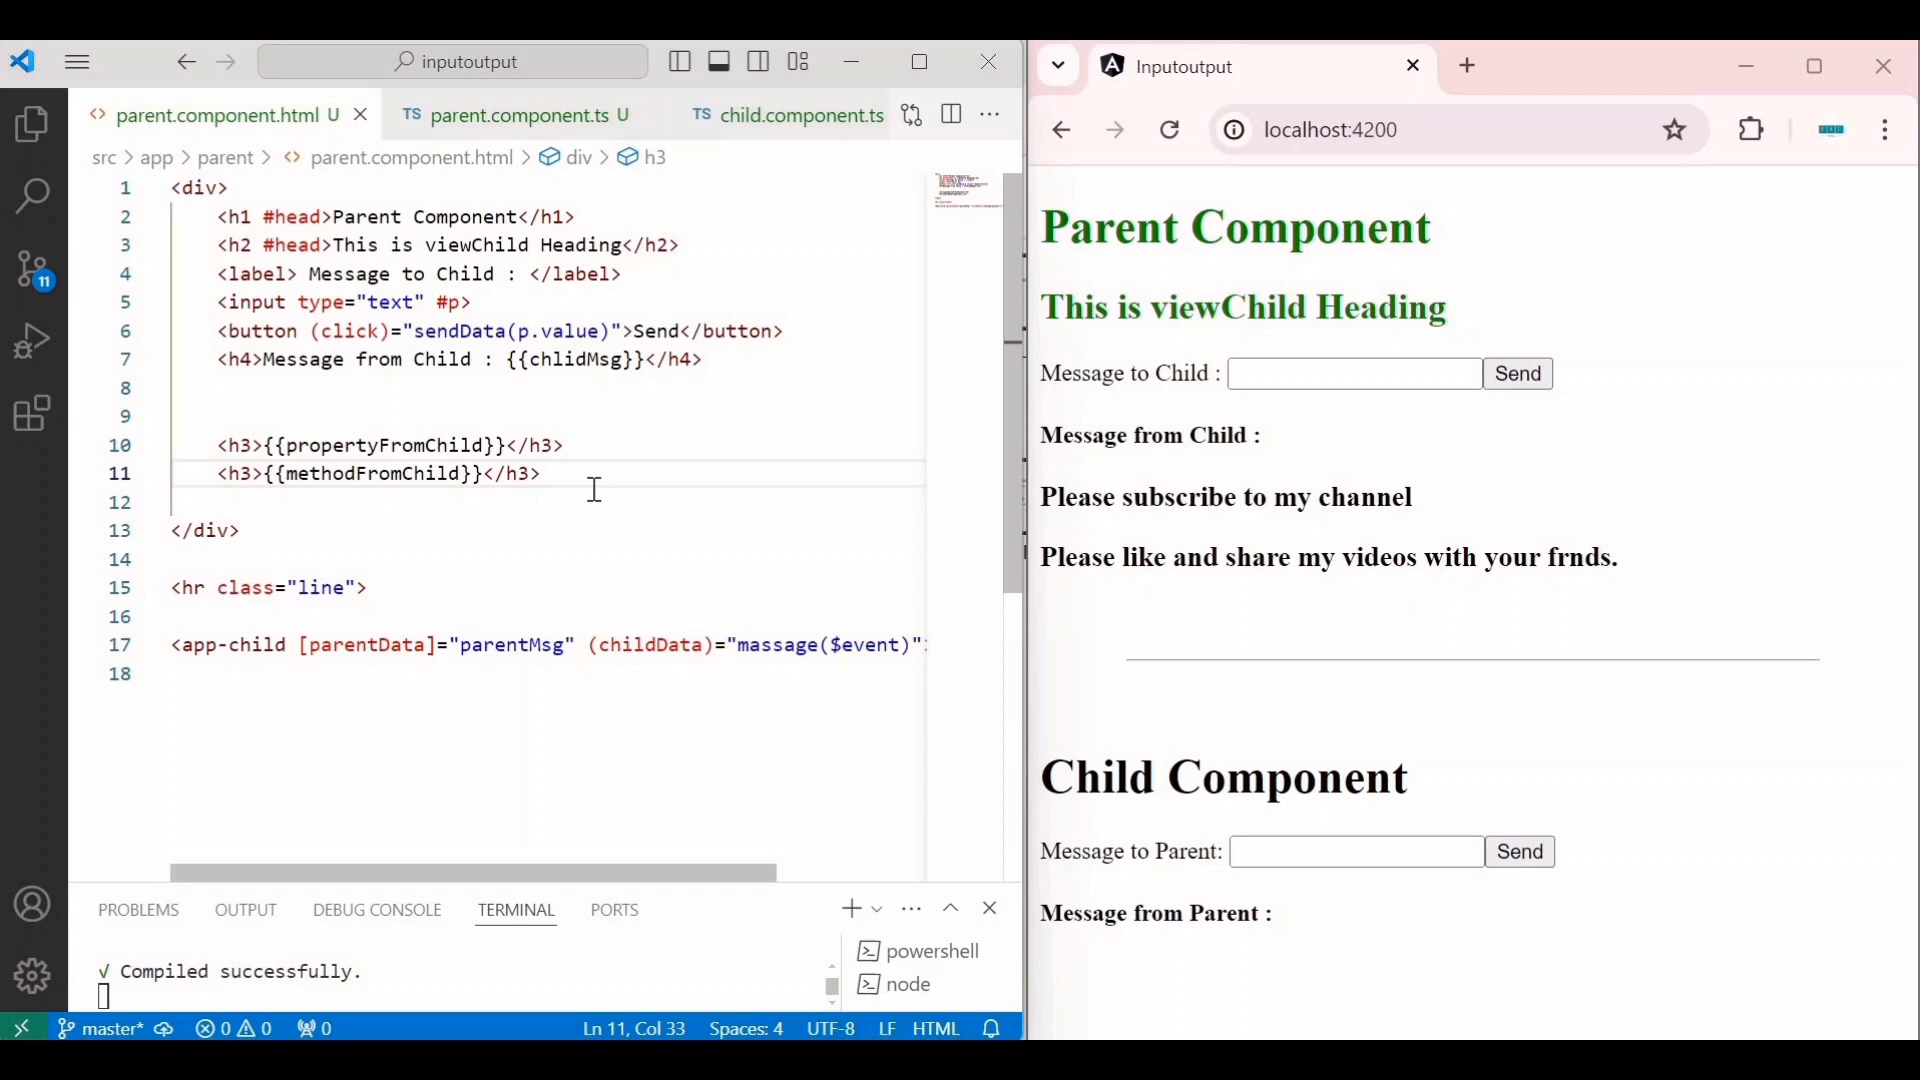 inputoutput
parent.component.html U
TS parent.component.ts U
TS child.component.ts
src > app > parent > <> parent.component.html > div > h3
1 <div>
2 <h1 #head>Parent Component</h1>
3 <h2 #head>This is viewChild Heading</h2>
4 <label> Message to Child : </label>
5 <input type="text" #p>
6 <button (click)="sendData(p.value)">Send</button>
7 <h4>Message from Child : {{chlidMsg}}</h4>
8
9
10 <h3>{{propertyFromChild}}</h3>
11 <h3>{{methodFromChild}}</h3>
12
13 </div>
14
15 <hr class="line">
16
17 <app-child [parentData]="parentMsg" (childData)="massage($event)">
18
11
PROBLEMS OUTPUT DEBUG CONSOLE TERMINAL PORTS
√ Compiled successfully.
powershell
node
master* 0 0 0 Ln 11, Col 33 Spaces: 4 UTF-8 LF HTML
Inputoutput
localhost:4200
Parent Component
This is viewChild Heading
Message to Child : Send
Message from Child :
Please subscribe to my channel
Please like and share my videos with your frnds.
Child Component
Message to Parent: Send
Message from Parent :